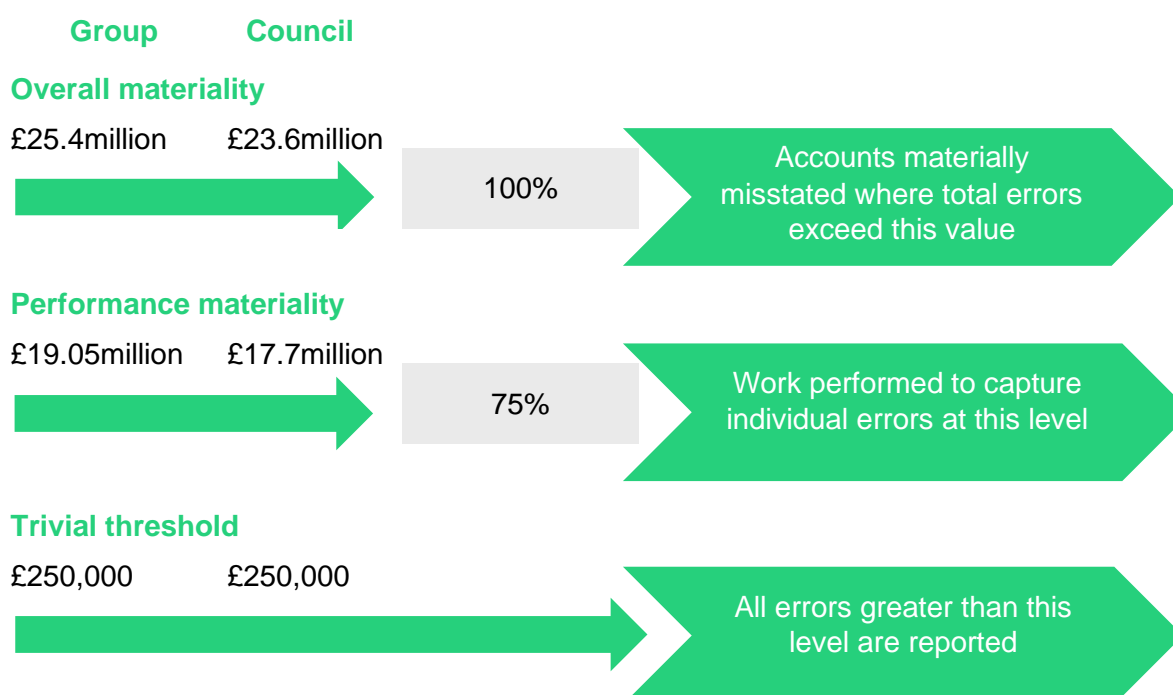 Group Council
Overall materiality
£25.4million £23.6million
100%
Accounts materially
misstated where total errors
exceed this value
Performance materiality
£19.05million £17.7million
75%
Work performed to capture
individual errors at this level
Trivial threshold
£250,000 £250,000
All errors greater than this
level are reported